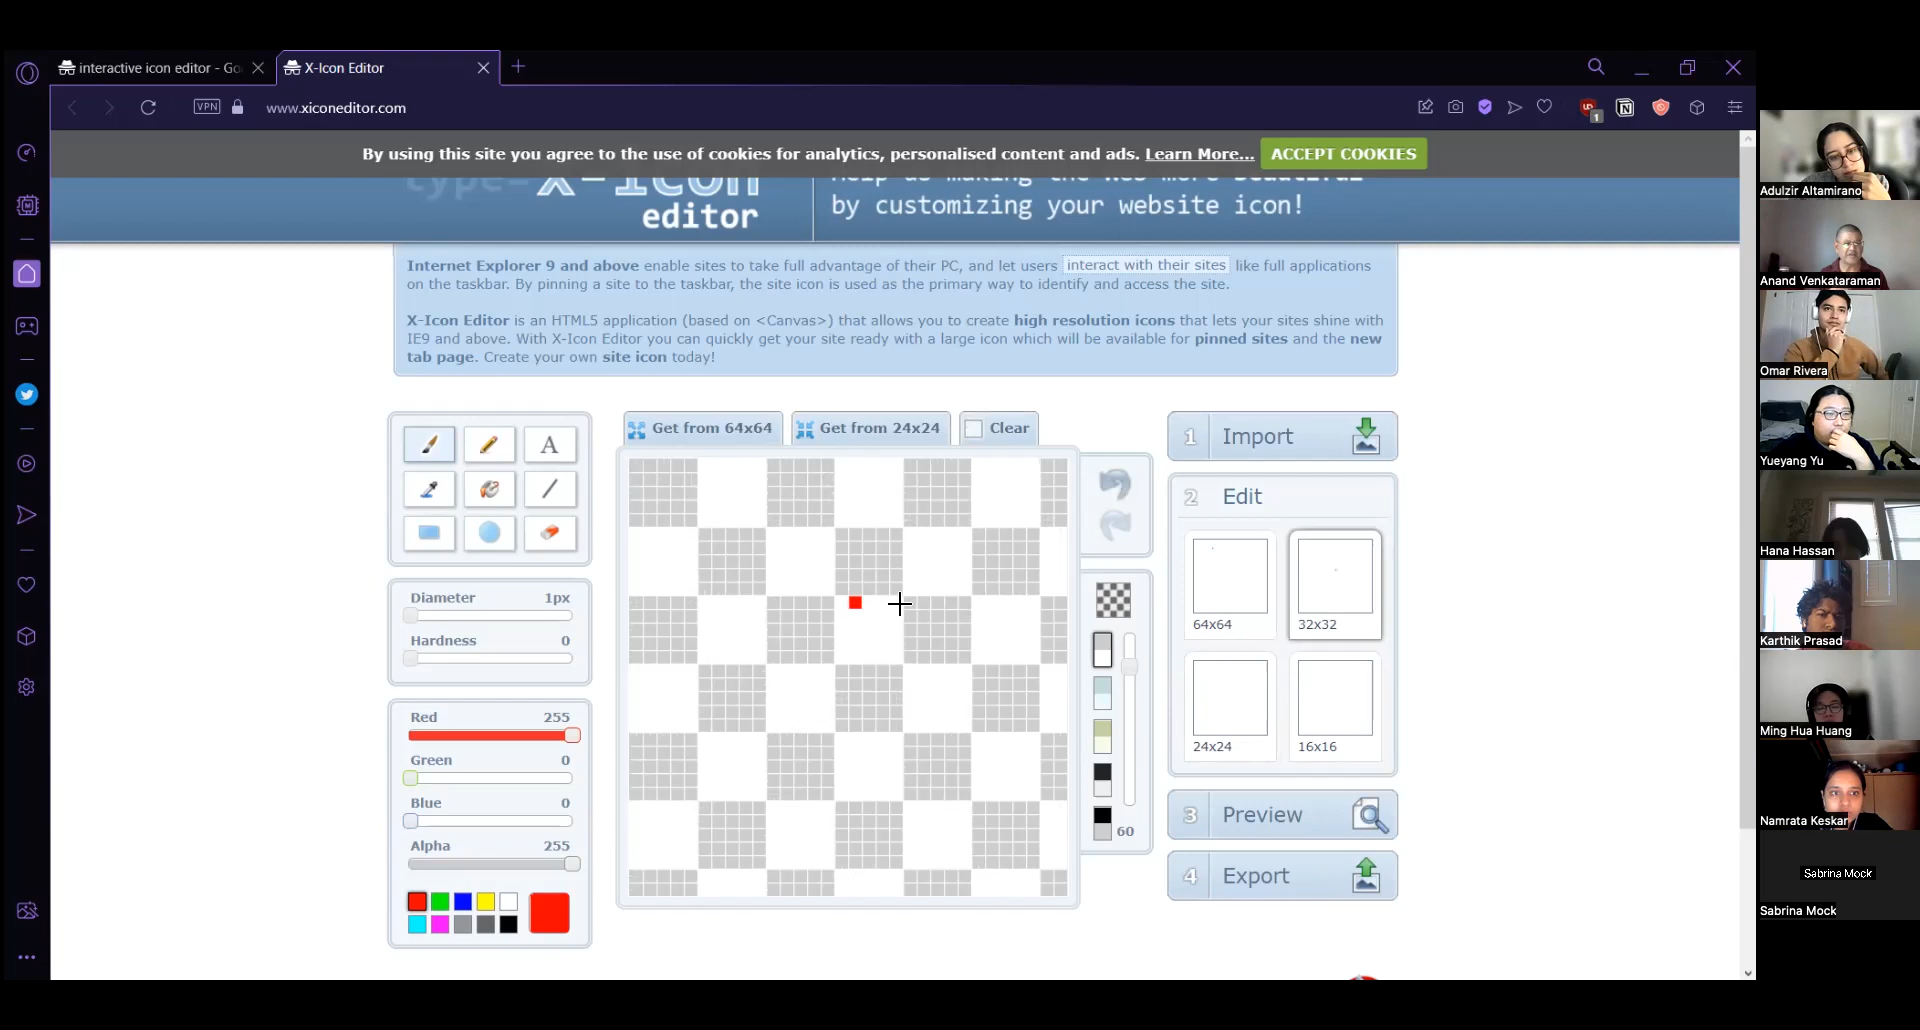 interactive icon editor - Go
X-Icon Editor
VPN
www.xiconeditor.com
1
By using this site you agree to the use of cookies for analytics, personalised content and ads. Learn More...
ACCEPT COOKIES
type= x-icon
editor
Help us making the web more beautiful
by customizing your website icon!
Internet Explorer 9 and above enable sites to take full advantage of their PC, and let users interact with their sites like full applications
on the taskbar. By pinning a site to the taskbar, the site icon is used as the primary way to identify and access the site.
X-Icon Editor is an HTML5 application (based on <Canvas>) that allows you to create high resolution icons that lets your sites shine with
IE9 and above. With X-Icon Editor you can quickly get your site ready with a large icon which will be available for pinned sites and the new
tab page. Create your own site icon today!
A
Diameter 1px
Hardness 0
Red 255
Green 0
Blue 0
Alpha 255
Get from 64x64
Get from 24x24
Clear
60
1 Import
2 Edit
64x64
32x32
24x24
16x16
3 Preview
4 Export
Adulzir Altamirano
Anand Venkataraman
Omar Rivera
Yueyang Yu
Hana Hassan
Karthik Prasad
Ming Hua Huang
Namrata Keskar
Sabrina Mock
Sabrina Mock